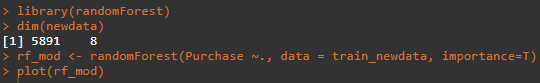 > library(randomForest)
> dim(newdata)
[1] 5891    8
> rf_mod <- randomForest(Purchase ~., data = train_newdata, importance=T)
> plot(rf_mod)